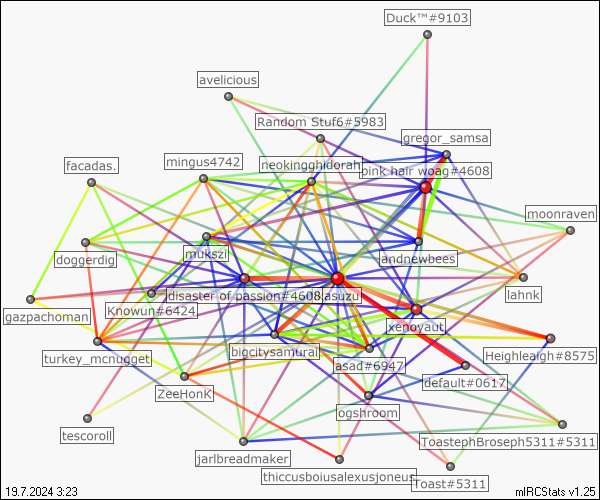 Duck™#9103
avelicious
Random Stuf6#5983
gregor_samsa
facadas.
mingus4742
neokingghidorah
pink hair woag#4608
moonraven
doggerdig
mukszi
landnewbees
lahnk
disaster of passion#4608
asuzu
Knowun#6424
gazpachoman
xenoyaut
turkey_mcnugget
bigcitysamurai
asad#6947
Heighleagh#8575
default#0617
ZeeHonK
ogshroom
tescoroll
ToastephBroseph5311#5311
jarlbreadmaker
thiccusboiusalexusjoneus
Toast#5311
19.7.2024 3:23
mIRCStats v1.25